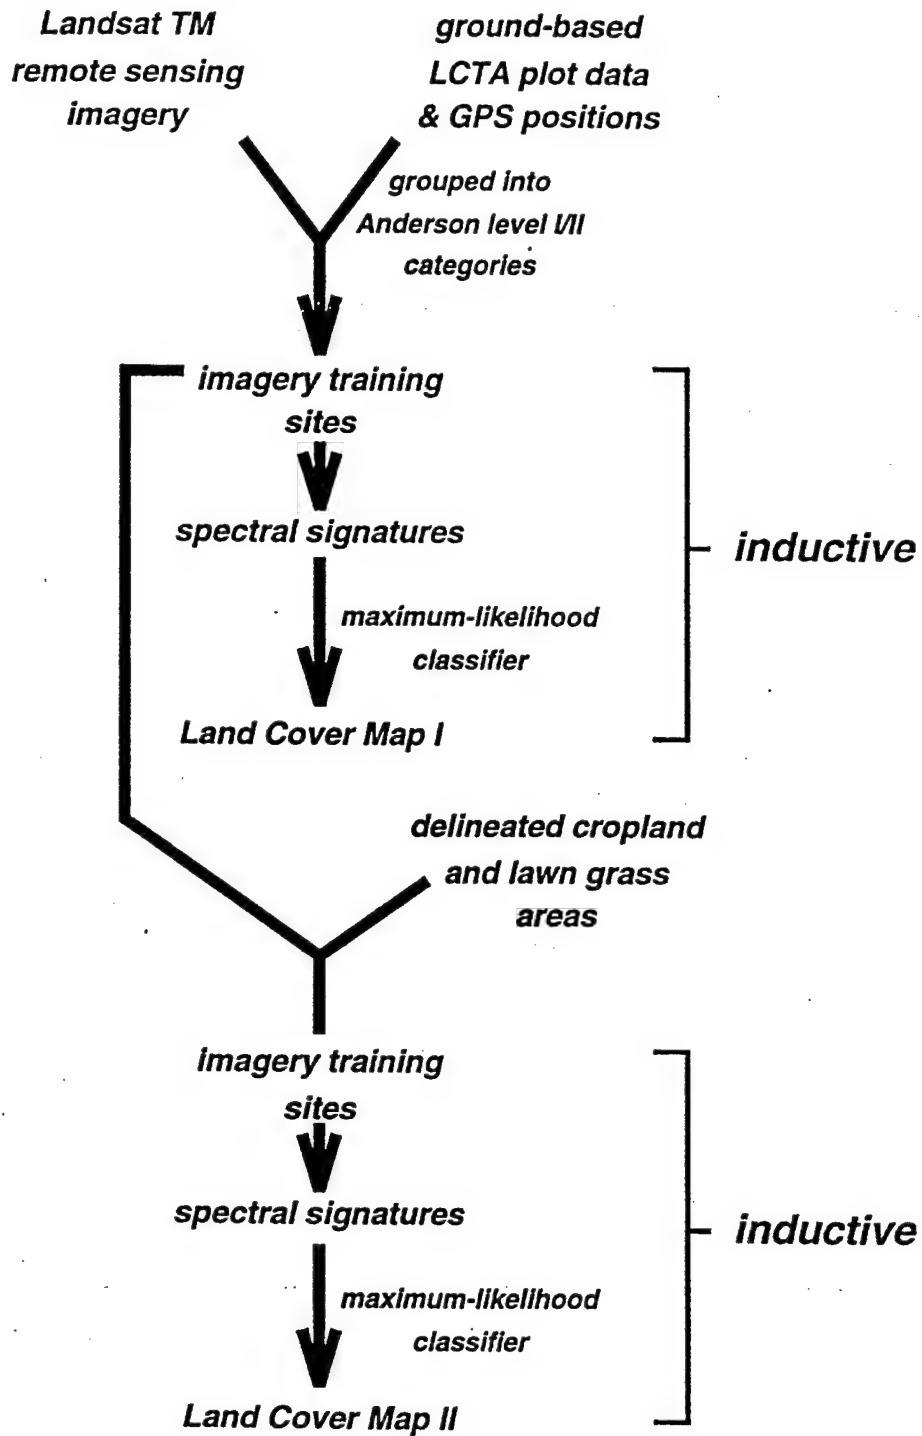 Landsat TM
remote sensing
imagery
ground-based
LCTA plot data
& GPS positions
grouped into
Anderson level I/II
categories
imagery training
sites
spectral signatures
maximum-likelihood
classifier
Land Cover Map I
inductive
delineated cropland
and lawn grass
areas
imagery training
sites
spectral signatures
maximum-likelihood
classifier
Land Cover Map II
inductive